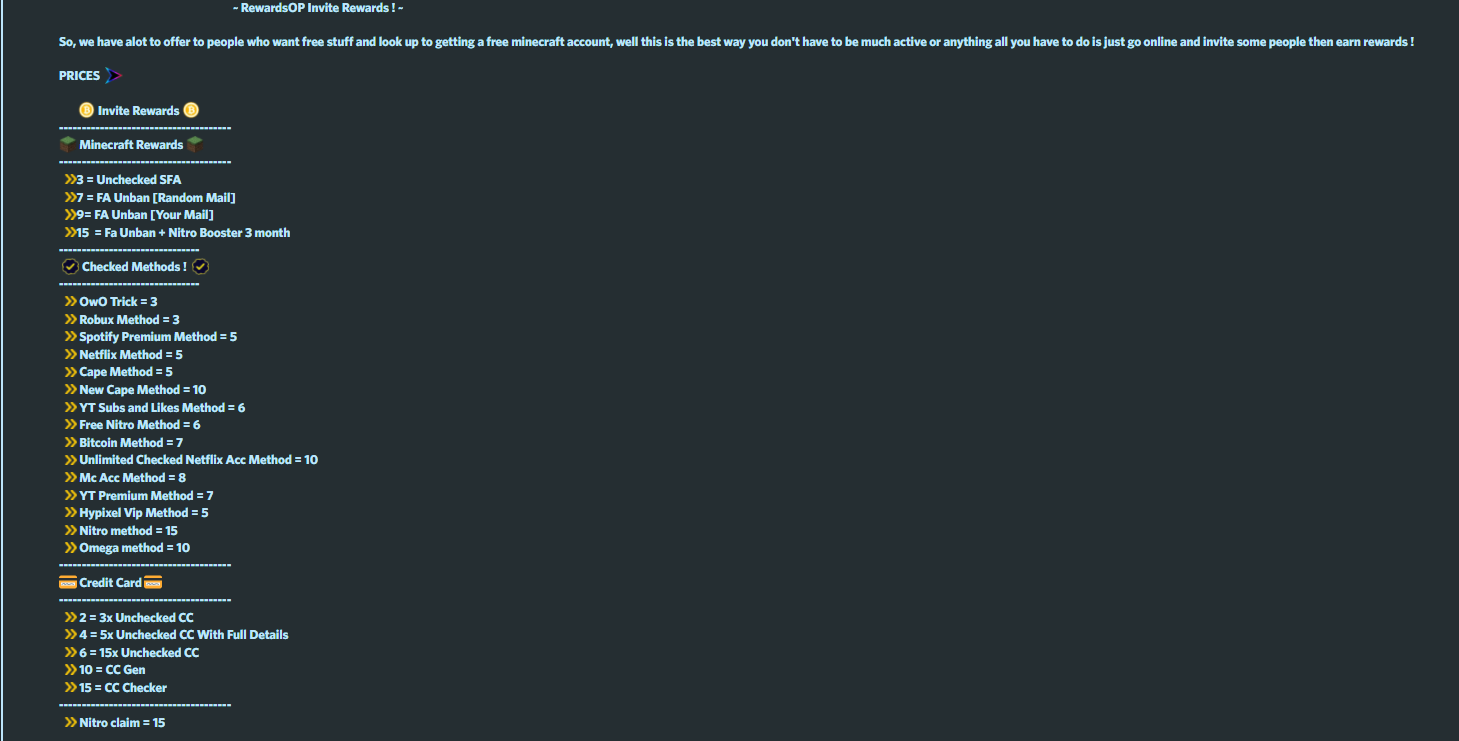 ~ RewardsOP Invite Rewards ! ~
So, we have alot to offer to people who want free stuff and look up to getting a free minecraft account, well this is the best way you don't have to be much active or anything all you have to do is just go online and invite some people then earn rewards !
PRICES
Invite Rewards
--------------------------------------
Minecraft Rewards
--------------------------------------
»3 = Unchecked SFA
»7 = FA Unban [Random Mail]
»9= FA Unban [Your Mail]
»15  = Fa Unban + Nitro Booster 3 month
-------------------------------
Checked Methods !
-------------------------------
» OwO Trick = 3
» Robux Method = 3
» Spotify Premium Method = 5
» Netflix Method = 5
» Cape Method = 5
» New Cape Method = 10
» YT Subs and Likes Method = 6
» Free Nitro Method = 6
» Bitcoin Method = 7
» Unlimited Checked Netflix Acc Method = 10
» Mc Acc Method = 8
» YT Premium Method = 7
» Hypixel Vip Method = 5
» Nitro method = 15
» Omega method = 10
--------------------------------------
Credit Card
--------------------------------------
» 2 = 3x Unchecked CC
» 4 = 5x Unchecked CC With Full Details
» 6 = 15x Unchecked CC
» 10 = CC Gen
» 15 = CC Checker
--------------------------------------
» Nitro claim = 15